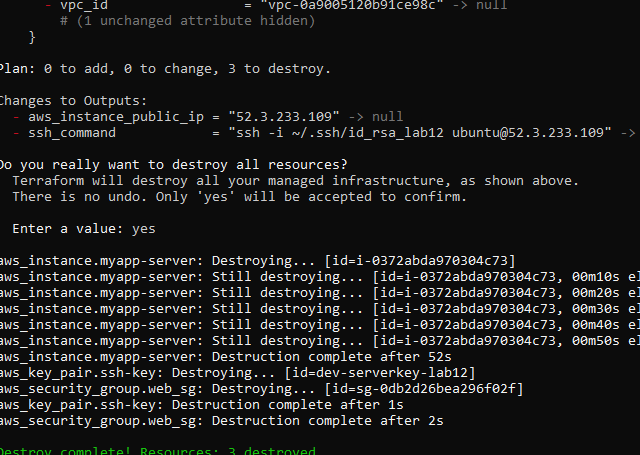 - vpc_id                 = "vpc-0a9005120b91ce98c" -> null
# (1 unchanged attribute hidden)
}
Plan: 0 to add, 0 to change, 3 to destroy.
Changes to Outputs:
- aws_instance_public_ip = "52.3.233.109" -> null
- ssh_command            = "ssh -i ~/.ssh/id_rsa_lab12 ubuntu@52.3.233.109" ->
Do you really want to destroy all resources?
Terraform will destroy all your managed infrastructure, as shown above.
There is no undo. Only 'yes' will be accepted to confirm.
Enter a value: yes
aws_instance.myapp-server: Destroying... [id=i-0372abda970304c73]
aws_instance.myapp-server: Still destroying... [id=i-0372abda970304c73, 00m10s el
aws_instance.myapp-server: Still destroying... [id=i-0372abda970304c73, 00m20s el
aws_instance.myapp-server: Still destroying... [id=i-0372abda970304c73, 00m30s el
aws_instance.myapp-server: Still destroying... [id=i-0372abda970304c73, 00m40s el
aws_instance.myapp-server: Still destroying... [id=i-0372abda970304c73, 00m50s el
aws_instance.myapp-server: Destruction complete after 52s
aws_key_pair.ssh-key: Destroying... [id=dev-serverkey-lab12]
aws_security_group.web_sg: Destroying... [id=sg-0db2d26bea296f02f]
aws_key_pair.ssh-key: Destruction complete after 1s
aws_security_group.web_sg: Destruction complete after 2s
Destroy complete! Resources: 3 destroyed